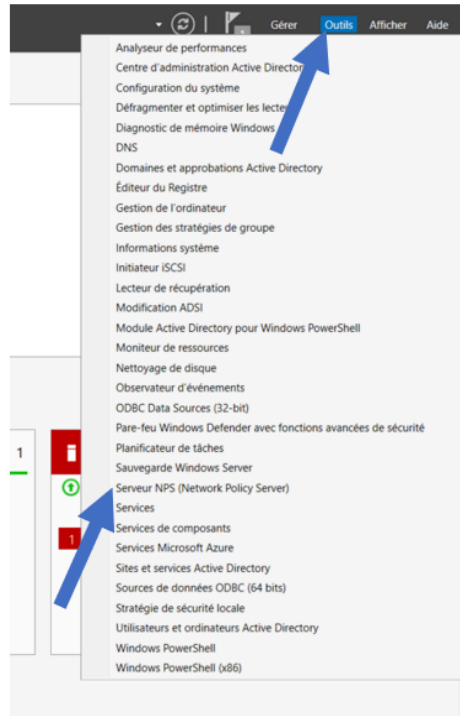 Gérer Outils Afficher Aide
1
Analyseur de performances
Centre d'administration Active Directory
Configuration du système
Défragmenter et optimiser les
Diagnostic de mémoire Windows
DNS
Domaines et approbations Active Directory
Éditeur du Registre
Gestion de l'ordinateur
Gestion des stratégies de groupe
Informations système
Initiateur iSCSI
Lecteur de récupération
Modification ADSI
Module Active Directory pour Windows PowerShell
Moniteur de ressources
Nettoyage de disque
Observateur d'événements
ODBC Data Sources (32-bit)
Pare-feu Windows Defender avec fonctions avancées de sécurité
1
Planificateur de tâches
Sauvegarde Windows Server
Serveur NPS (Network Policy Server)
Services
Services de composants
1
Services Microsoft Azure
Sites et services Active Directory
Sources de données ODBC (64 bits)
Stratégie de sécurité locale
Utilisateurs et ordinateurs Active Directory
Windows PowerShell
Windows PowerShell (x86)